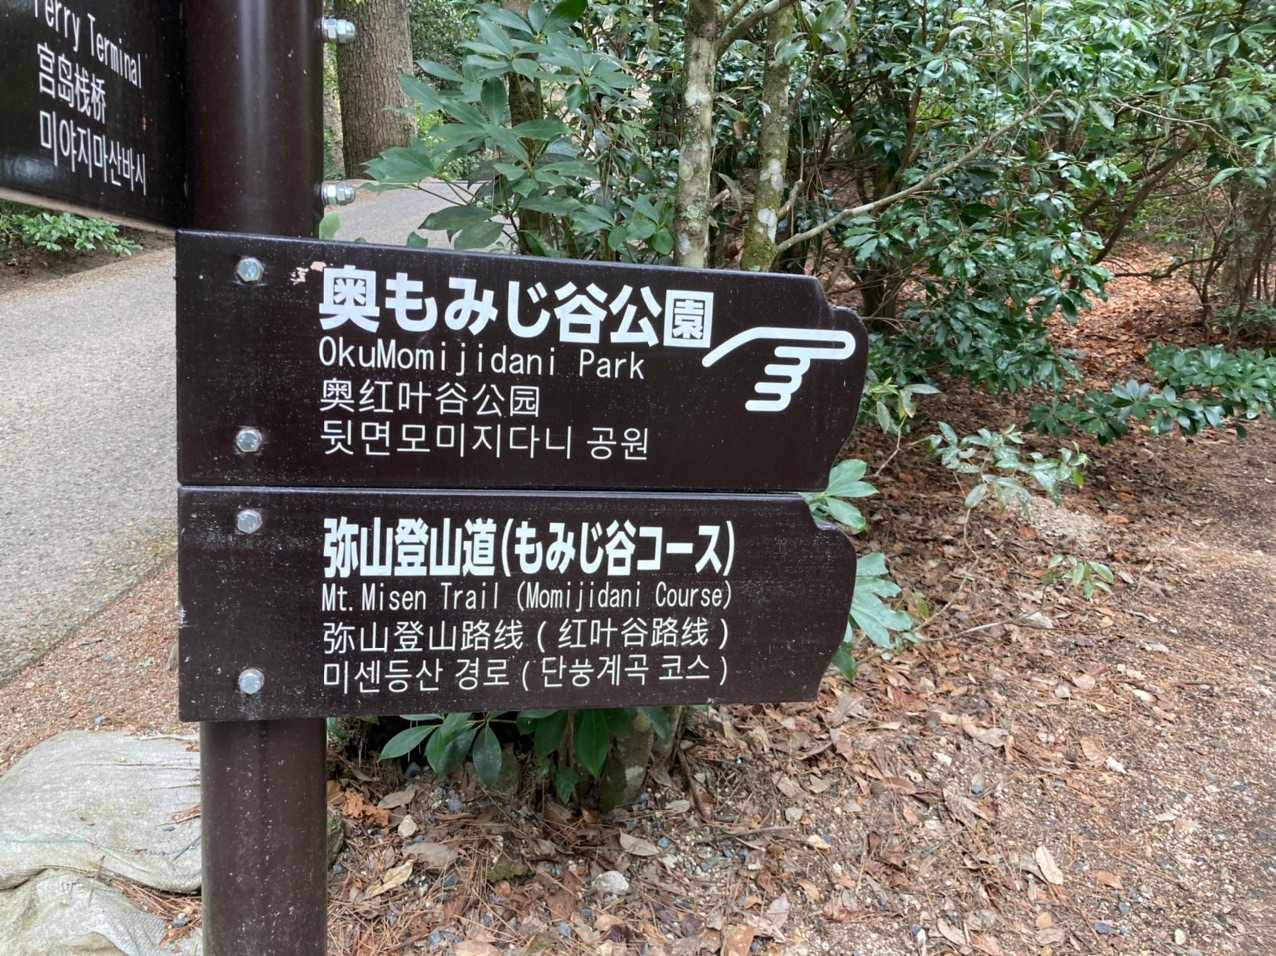 Terminal
宫岛栈桥
미야지마산바시
奥もみじ谷公園
OkuMomijidani Park
奥红叶谷公园
뒷면모미지다니 공원
弥山登山道(もみじ谷コース)
Mt.Misen Trail (Momijidani Course)
弥山登山路线(红叶谷路线)
미센등산 경로(단풍계곡 코스)